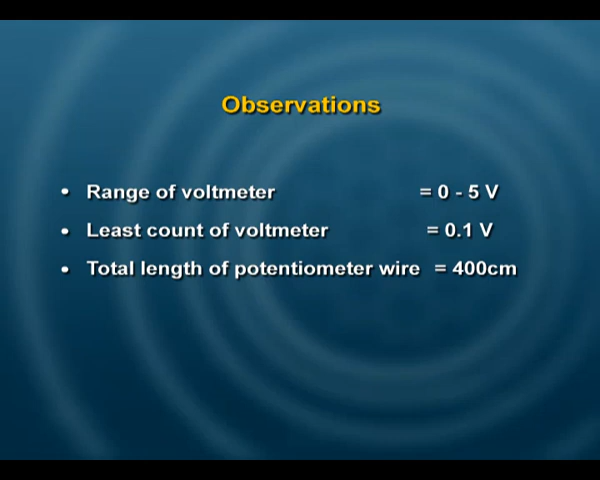 Observations
• Range of voltmeter = 0 - 5 V
• Least count of voltmeter = 0.1 V
• Total length of potentiometer wire = 400cm